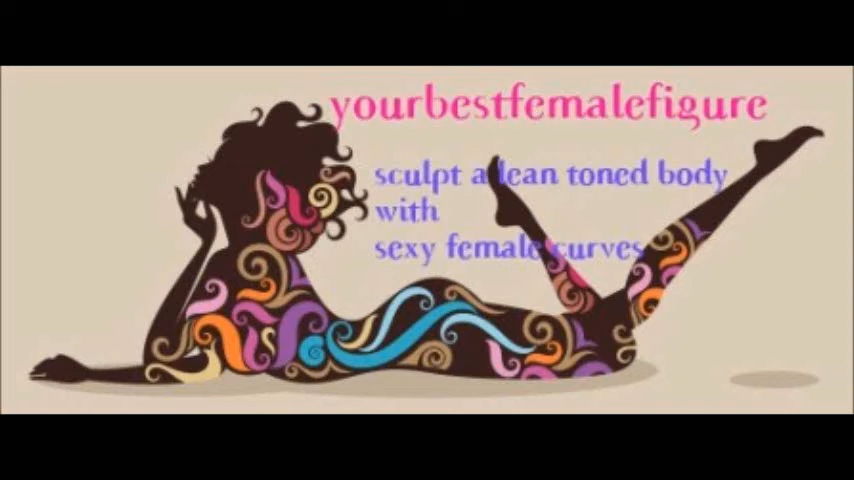 yourbestfemalefigure
sculpt a lean toned body
with
sexy female curves